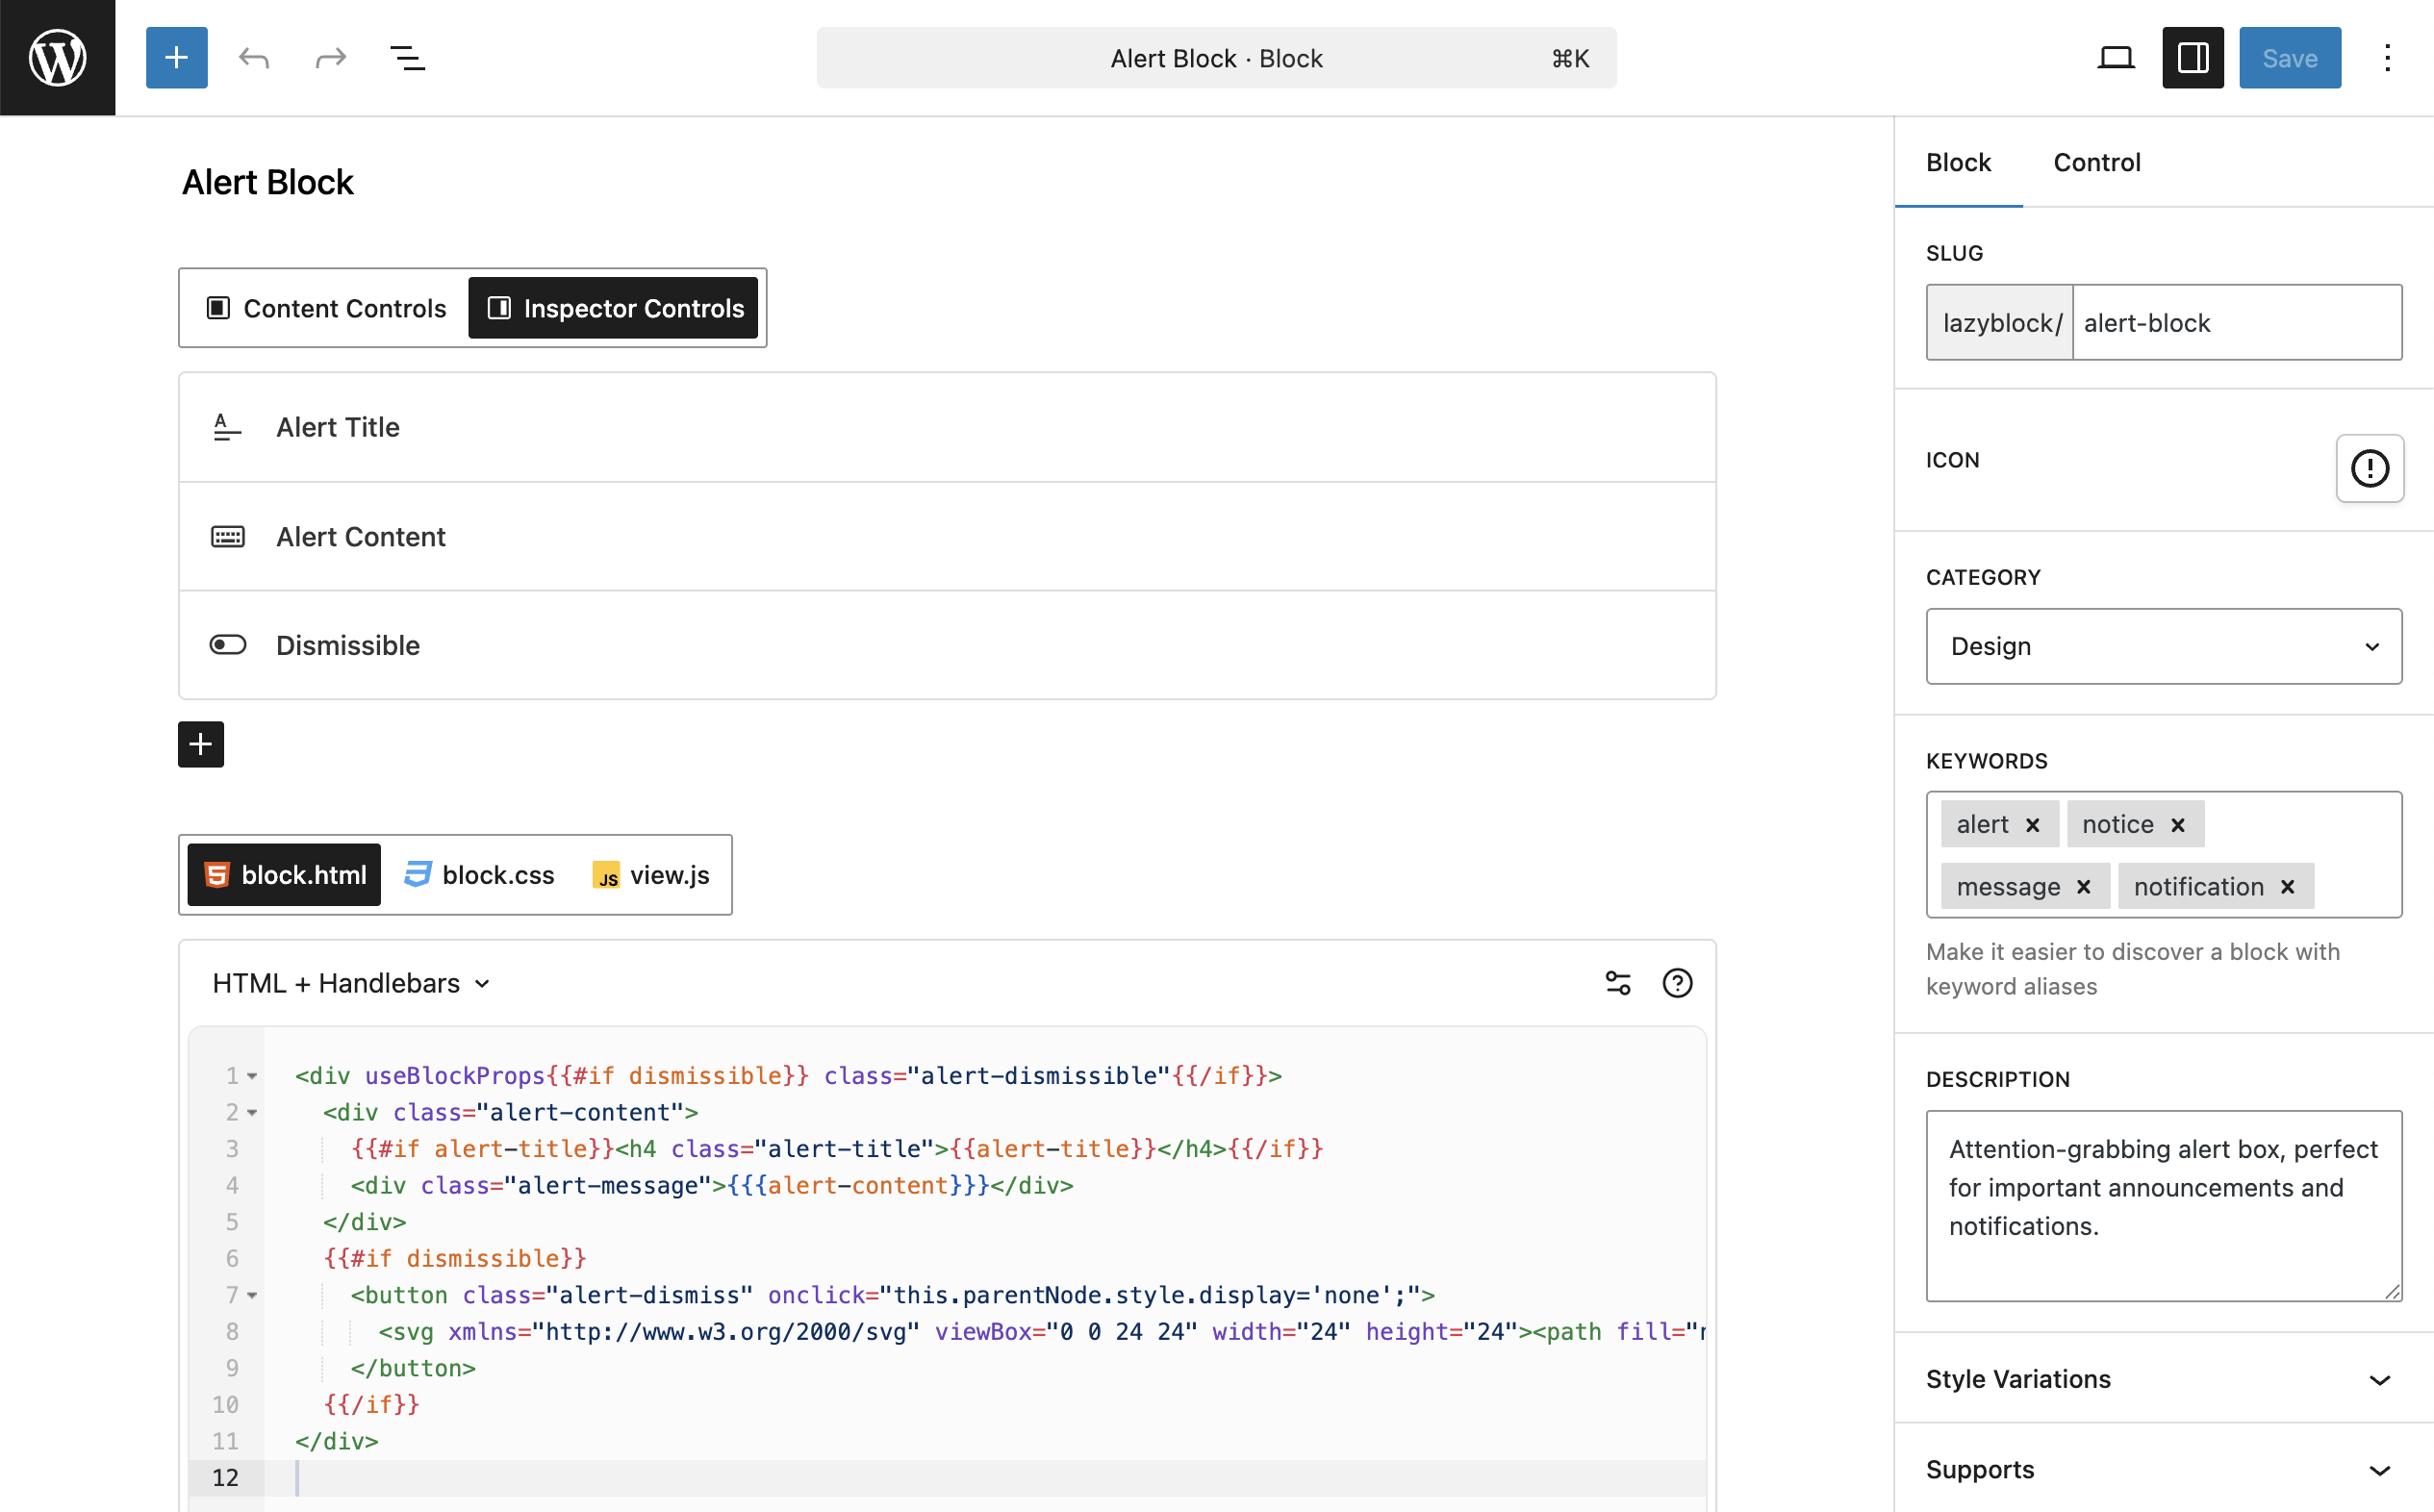 Alert Block · Block ⌘K
Save
Alert Block
Content Controls Inspector Controls
Alert Title
Alert Content
Dismissible
block.html block.css JS view.js
HTML + Handlebars
1 <div useBlockProps{{#if dismissible}} class="alert-dismissible"{{/if}}>
2 <div class="alert-content">
3 {{#if alert-title}}<h4 class="alert-title">{{alert-title}}</h4>{{/if}}
4 <div class="alert-message">{{{alert-content}}}</div>
5 </div>
6 {{#if dismissible}}
7 <button class="alert-dismiss" onclick="this.parentNode.style.display='none';">
8 <svg xmlns="http://www.w3.org/2000/svg" viewBox="0 0 24 24" width="24" height="24"><path fill="
9 </button>
10 {{/if}}
11 </div>
12
Block Control
SLUG
lazyblock/ alert-block
ICON
CATEGORY
Design
KEYWORDS
alert × notice ×
message × notification ×
Make it easier to discover a block with
keyword aliases
DESCRIPTION
Attention-grabbing alert box, perfect
for important announcements and
notifications.
Style Variations
Supports